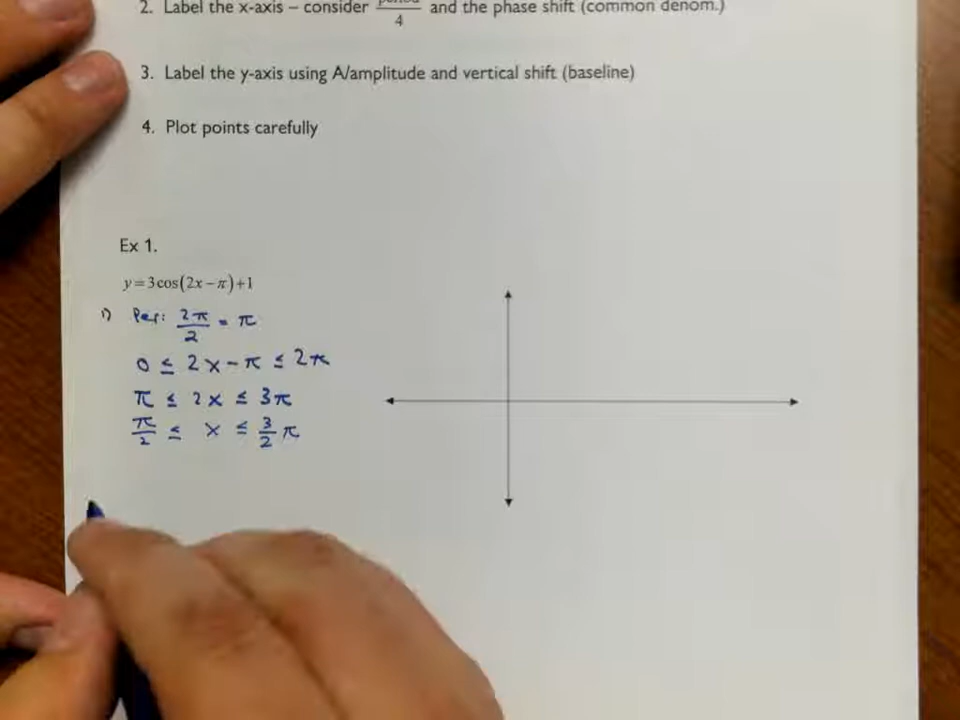 2. Label the x-axis – consider period/4 and the phase shift (common denom.)
3. Label the y-axis using A/amplitude and vertical shift (baseline)
4. Plot points carefully
Ex 1.
y=3cos(2x−π)+1
1) Per: 2π/2 = π
0 ≤ 2x−π ≤ 2π
π ≤ 2x ≤ 3π
π/2 ≤ x ≤ 3/2 π